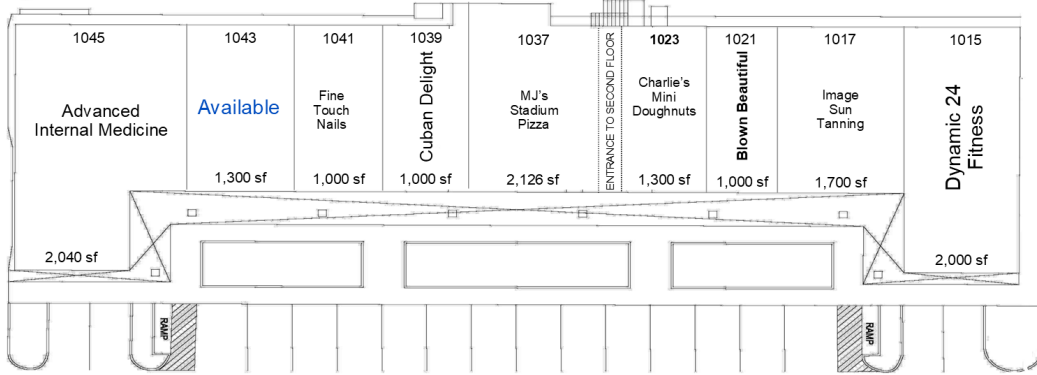 1045
Advanced
Internal Medicine
2,040 sf
1043
Available
1,300 sf
1041
Fine
Touch
Nails
1,000 sf
1039
Cuban Delight
1,000 sf
1037
MJ's
Stadium
Pizza
2,126 sf
ENTRANCE TO SECOND FLOOR
1023
Charlie's
Mini
Doughnuts
1,300 sf
1021
Blown Beautiful
1,000 sf
1017
Image
Sun
Tanning
1,700 sf
1015
Dynamic 24
Fitness
2,000 sf
RAMP
RAMP